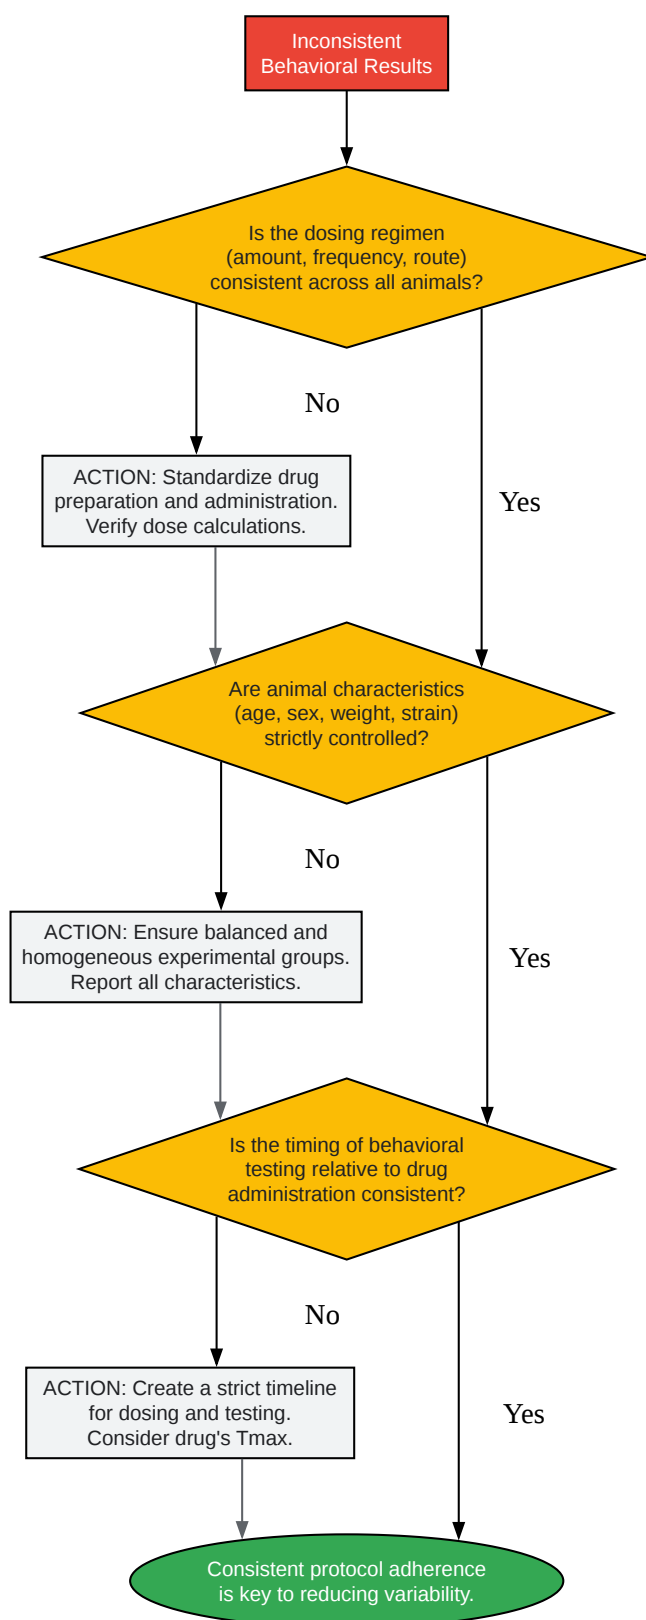 Inconsistent
Behavioral Results
Is the dosing regimen
(amount, frequency, route)
consistent across all animals?
No
ACTION: Standardize drug
preparation and administration.
Verify dose calculations.
Yes
Are animal characteristics
(age, sex, weight, strain)
strictly controlled?
No
ACTION: Ensure balanced and
homogeneous experimental groups.
Report all characteristics.
Yes
Is the timing of behavioral
testing relative to drug
administration consistent?
No
ACTION: Create a strict timeline
for dosing and testing.
Consider drug's Tmax.
Yes
Consistent protocol adherence
is key to reducing variability.